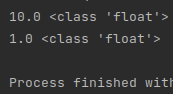 10.0 <class 'float'>
1.0 <class 'float'>
Process finished with